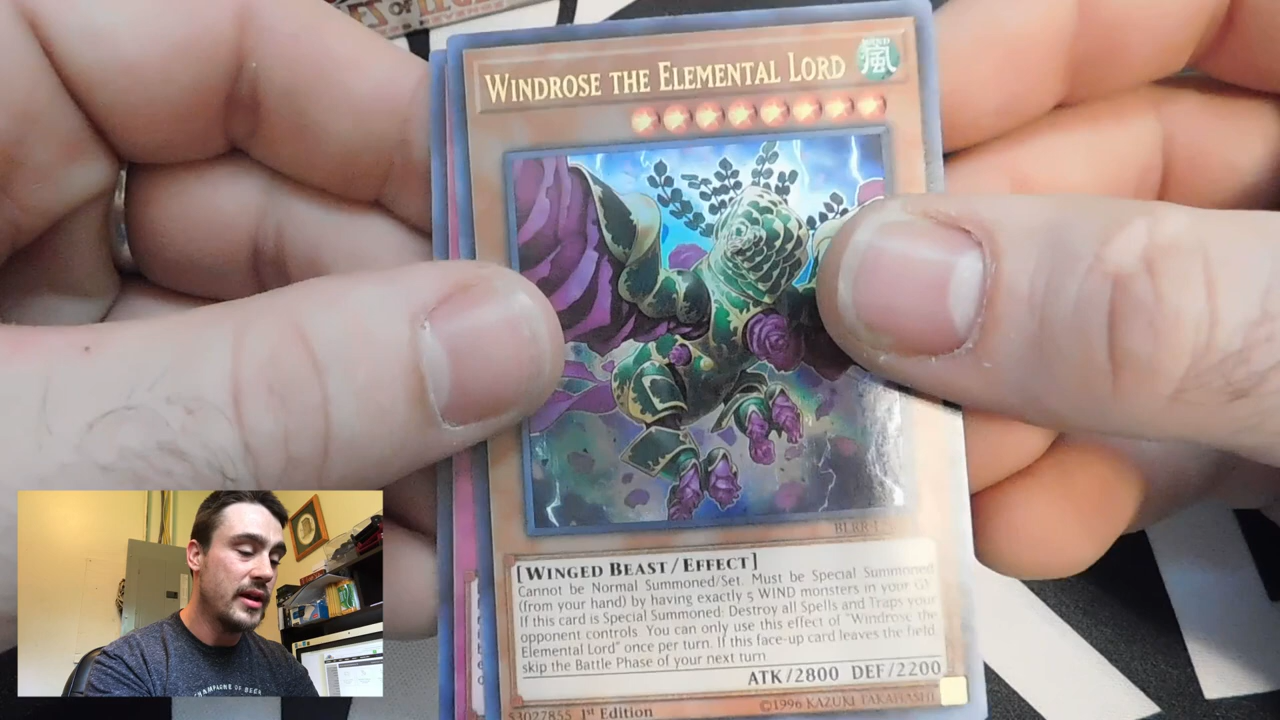 WINDROSE THE ELEMENTAL LORD
WIND
風
[WINGED BEAST/EFFECT]
Cannot be Normal Summoned/Set. Must be Special Summoned
(from your hand) by having exactly 5 WIND monsters in your GY.
If this card is Special Summoned: Destroy all Spells and Traps your
opponent controls. You can only use this effect of "Windrose the
Elemental Lord" once per turn. If this face-up card leaves the field,
skip the Battle Phase of your next turn
ATK/2800 DEF/2200
53027855 1st Edition
©1996 KAZUKI TAKAHASHI
CHAMPAGNE OF